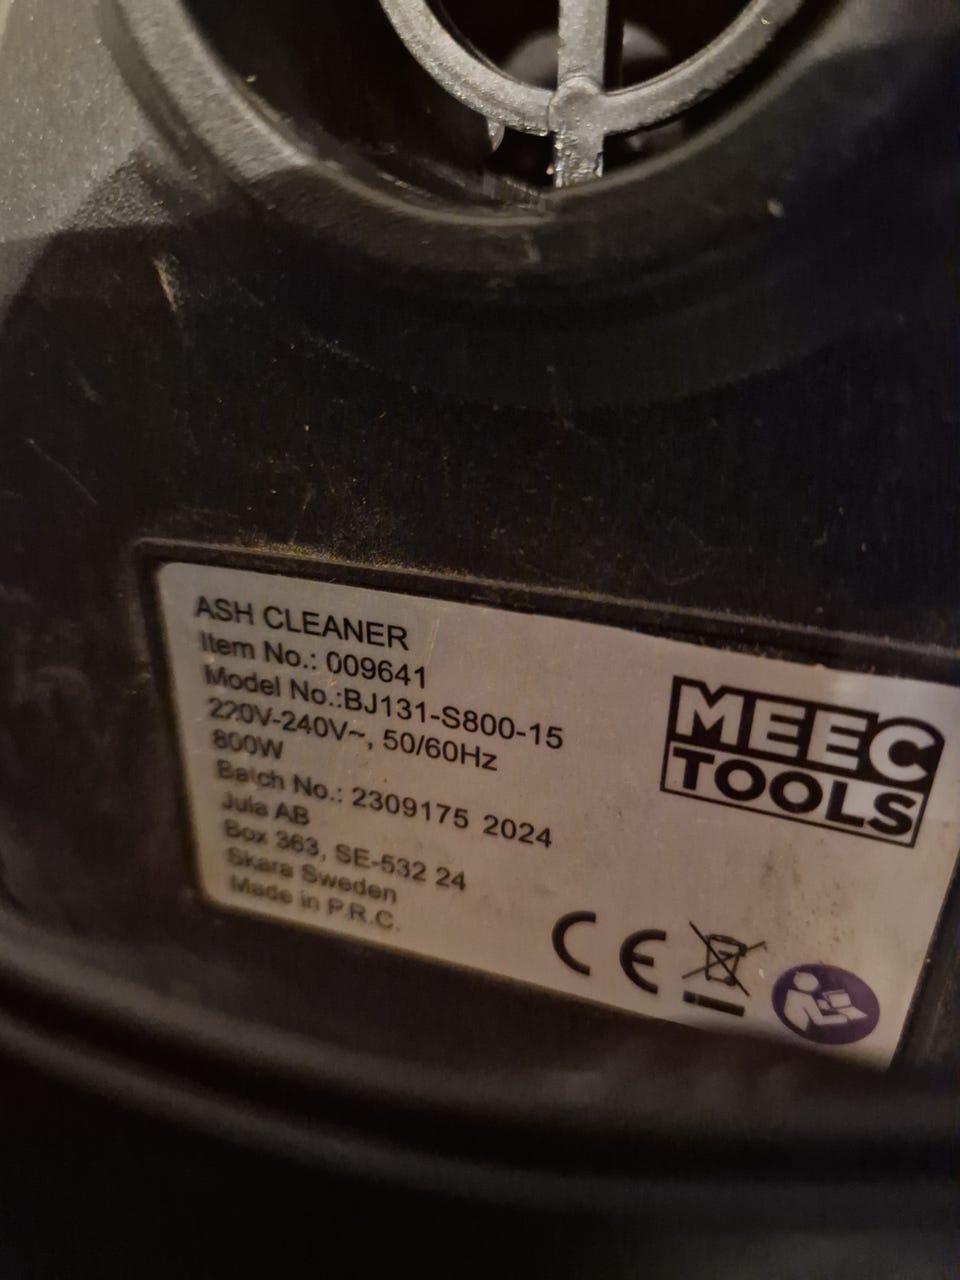 ASH CLEANER
Item No.: 009641
Model No.:BJ131-S800-15
220V-240V~, 50/60Hz
800W
Batch No.: 2309175 2024
Jula AB
Box 363, SE-532 24
Skara Sweden
Made in P.R.C.
MEEC
TOOLS
CE